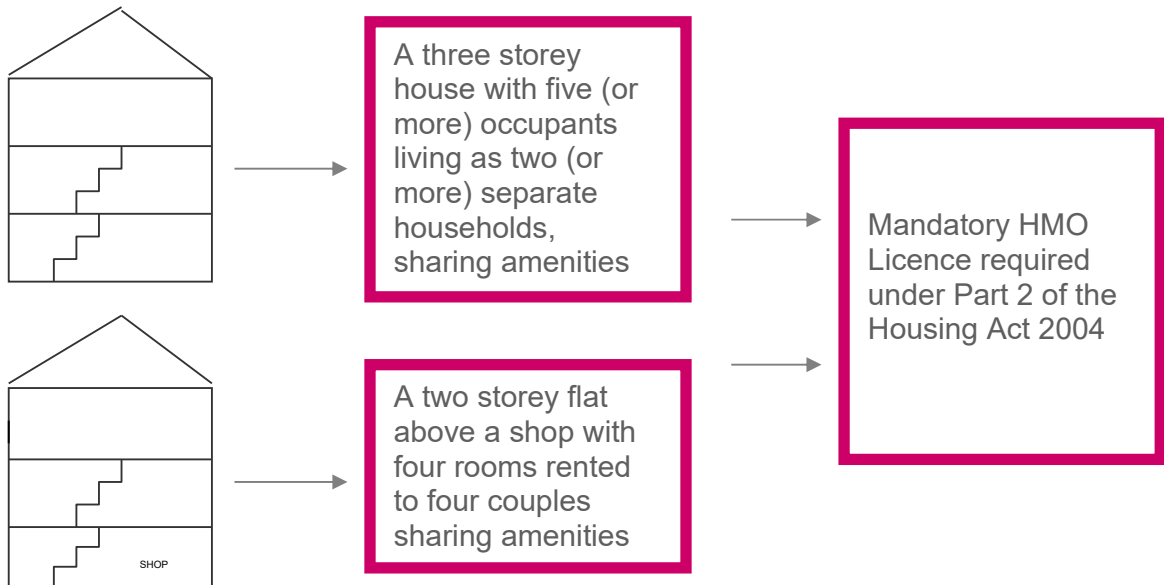 A three storey
house with five (or
more) occupants
living as two (or
more) separate
households,
sharing amenities
Mandatory HMO
Licence required
under Part 2 of the
Housing Act 2004
A two storey flat
above a shop with
four rooms rented
to four couples
sharing amenities
SHOP